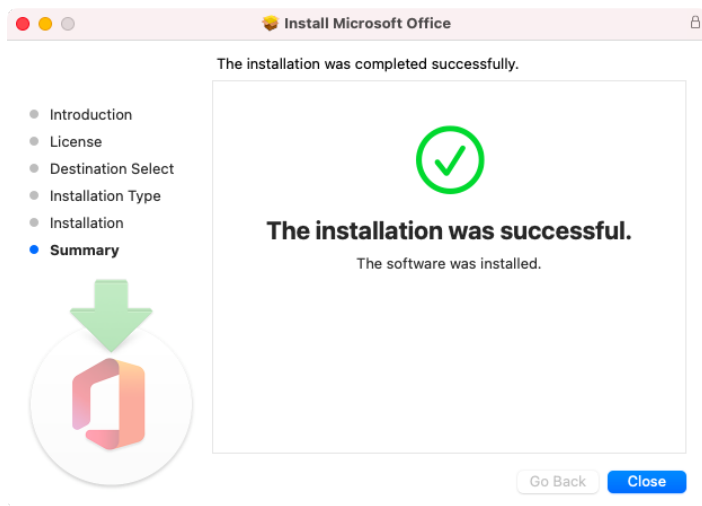 Install Microsoft Office
The installation was completed successfully.
Introduction
License
Destination Select
Installation Type
Installation
Summary
The installation was successful.
The software was installed.
Go Back
Close